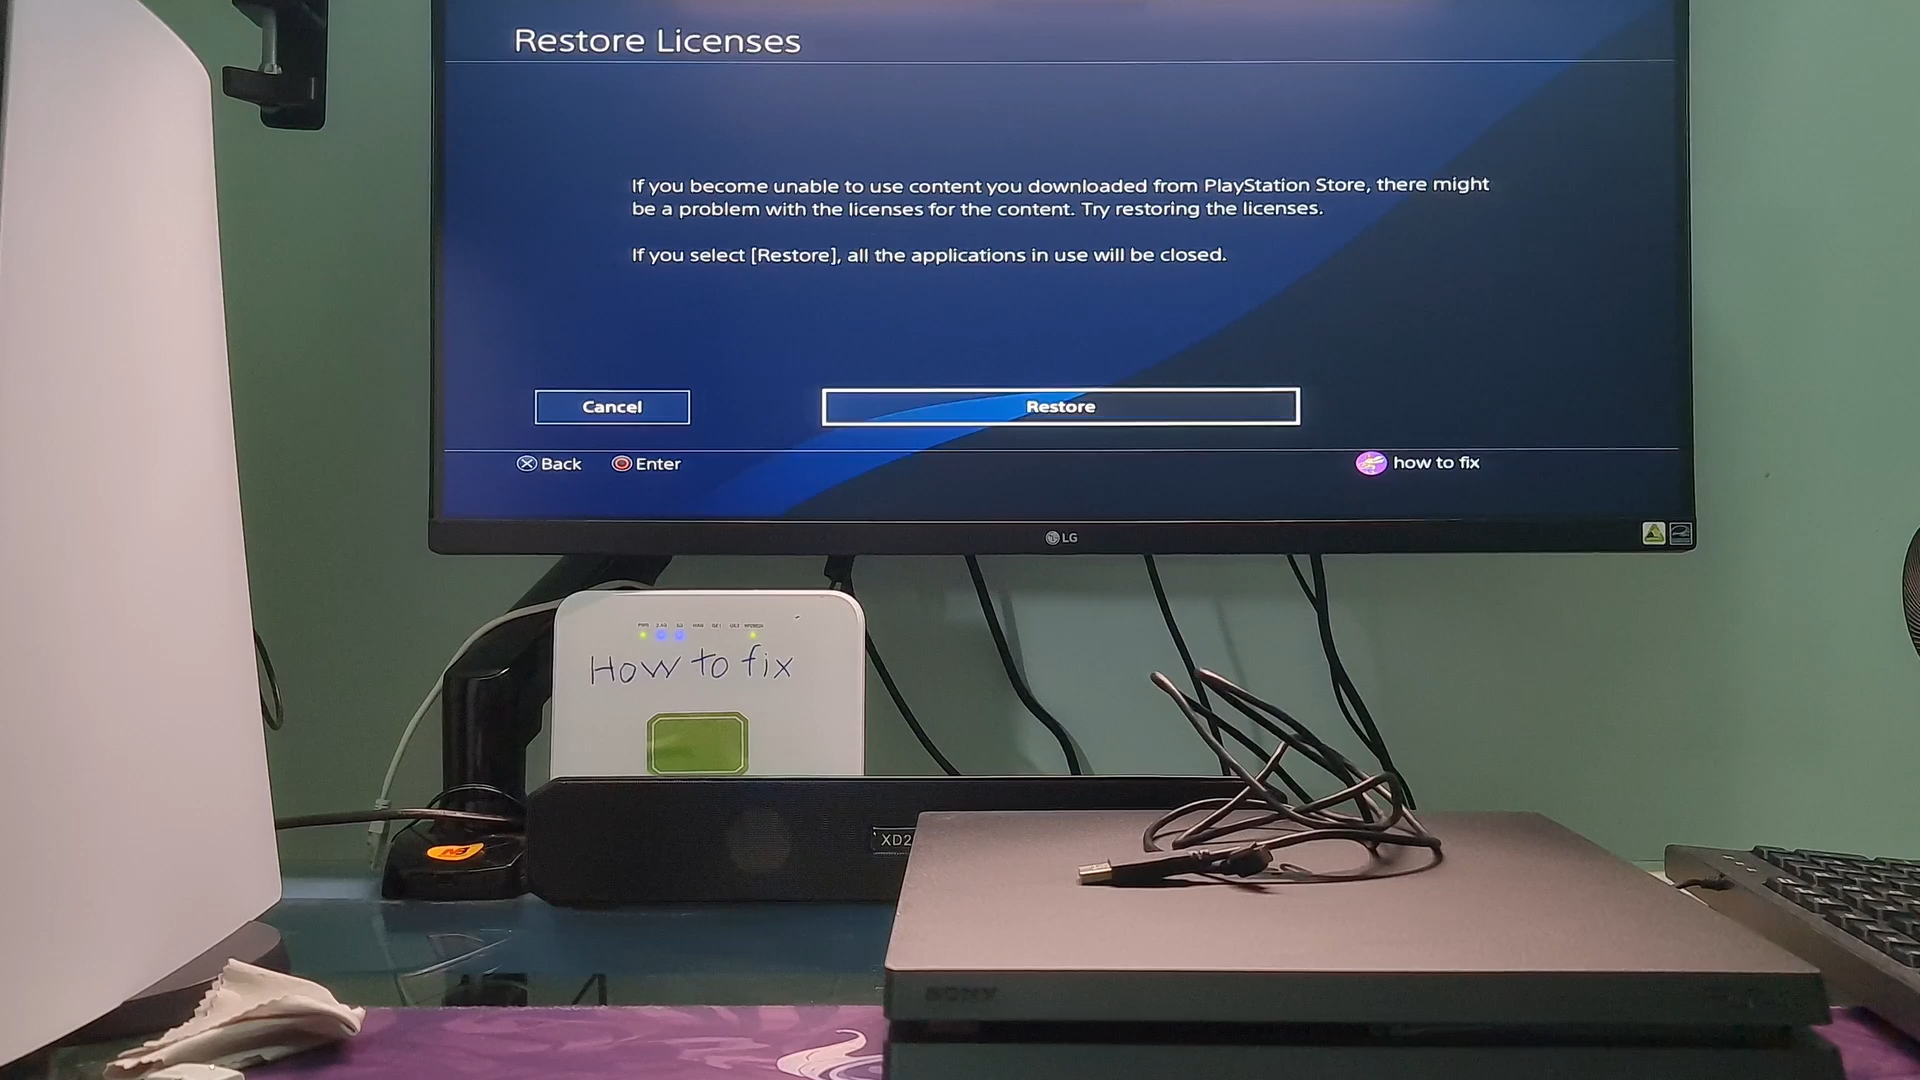 Restore Licenses
If you become unable to use content you downloaded from PlayStation Store, there might
be a problem with the licenses for the content. Try restoring the licenses.
If you select [Restore], all the applications in use will be closed.
Cancel
Restore
Back
Enter
how to fix
LG
How to fix
XD2
SONY